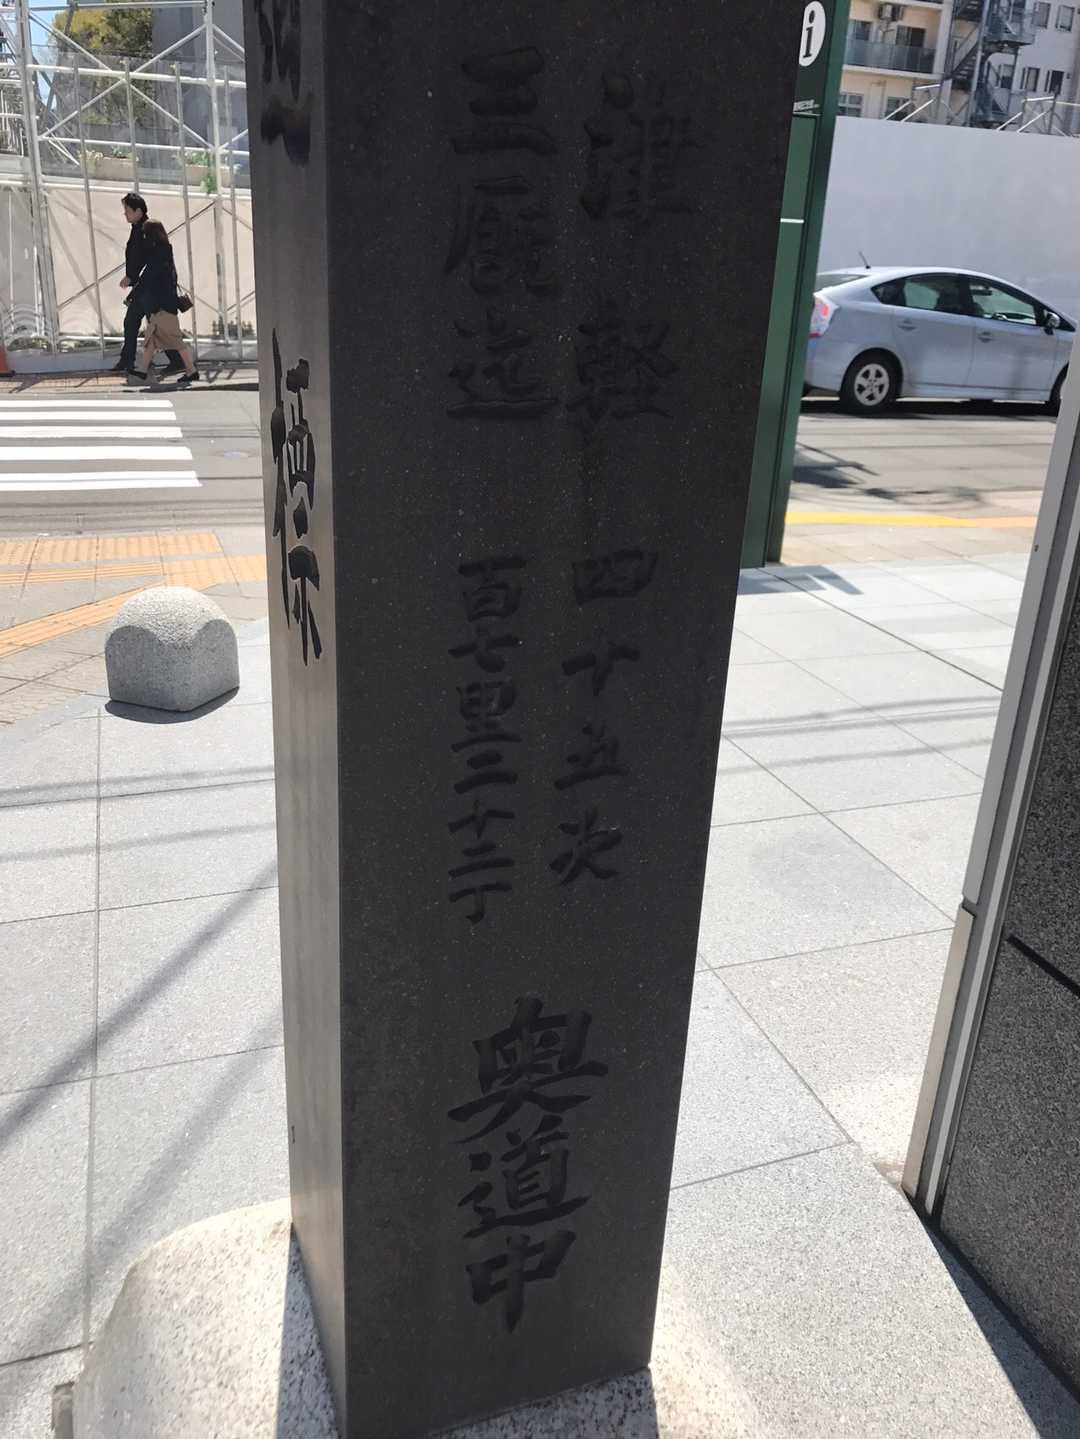 津軽 四十五次
三厩迄 百七里三十二丁
奥道中
標
i